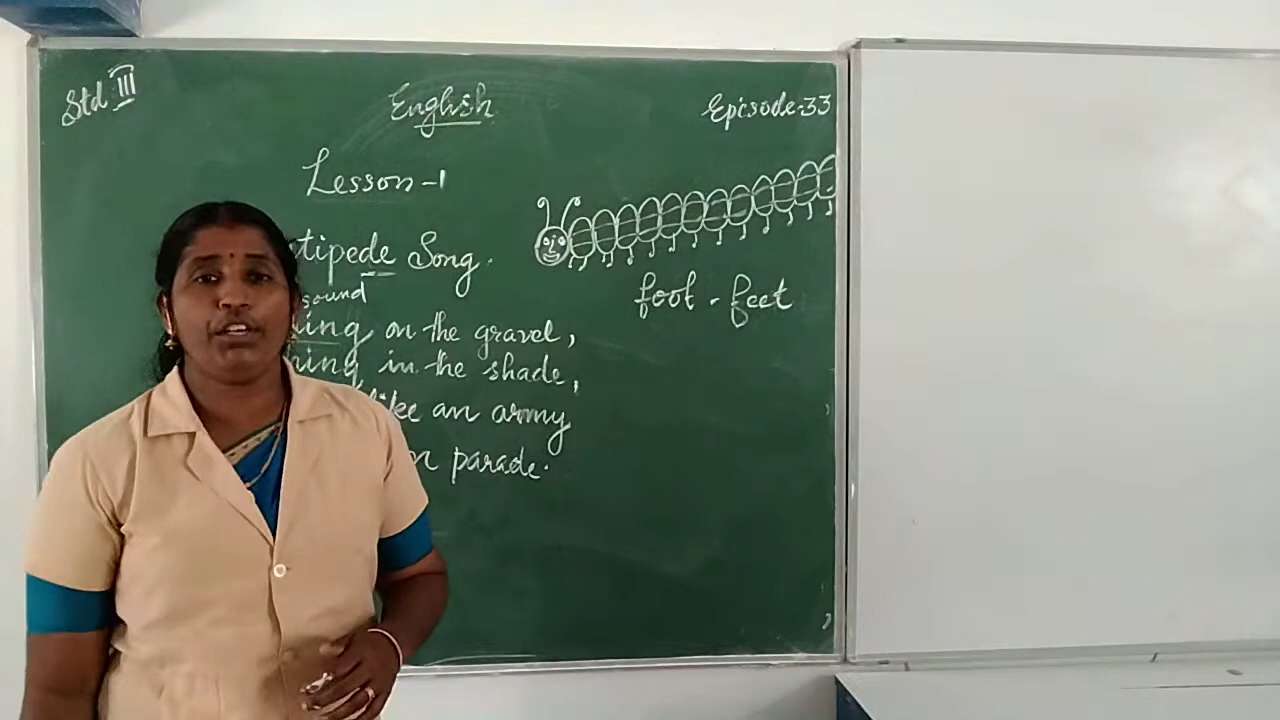 Std III
English
Episode-33
Lesson-1
tipede Song.
sound
ing on the gravel,
ing in the shade,
like an army
parade.
foot - feet